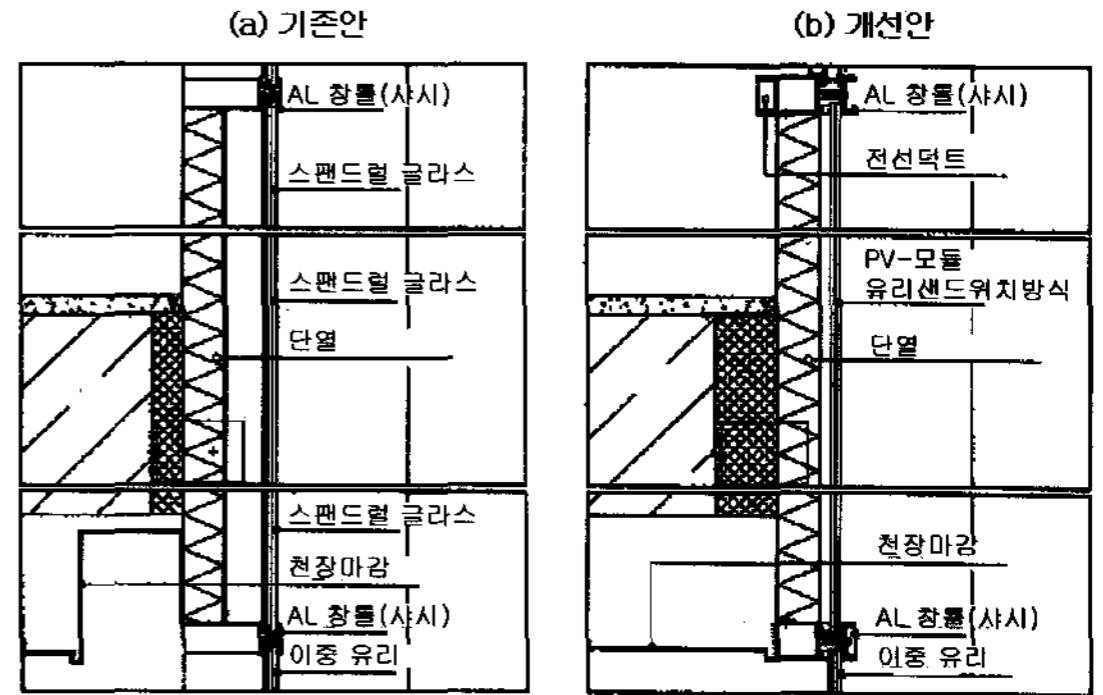 (a) 기존안
AL 창틀(샤시)
스팬드럴 글라스
스팬드럴 글라스
단열
스팬드럴 글라스
천장마감
AL 창틀(샤시)
이중 유리
(b) 개선안
AL 창틀(샤시)
전선덕트
PV-모듈
유리샌드위치방식
단열
천장마감
AL 창틀(샤시)
이중 유리